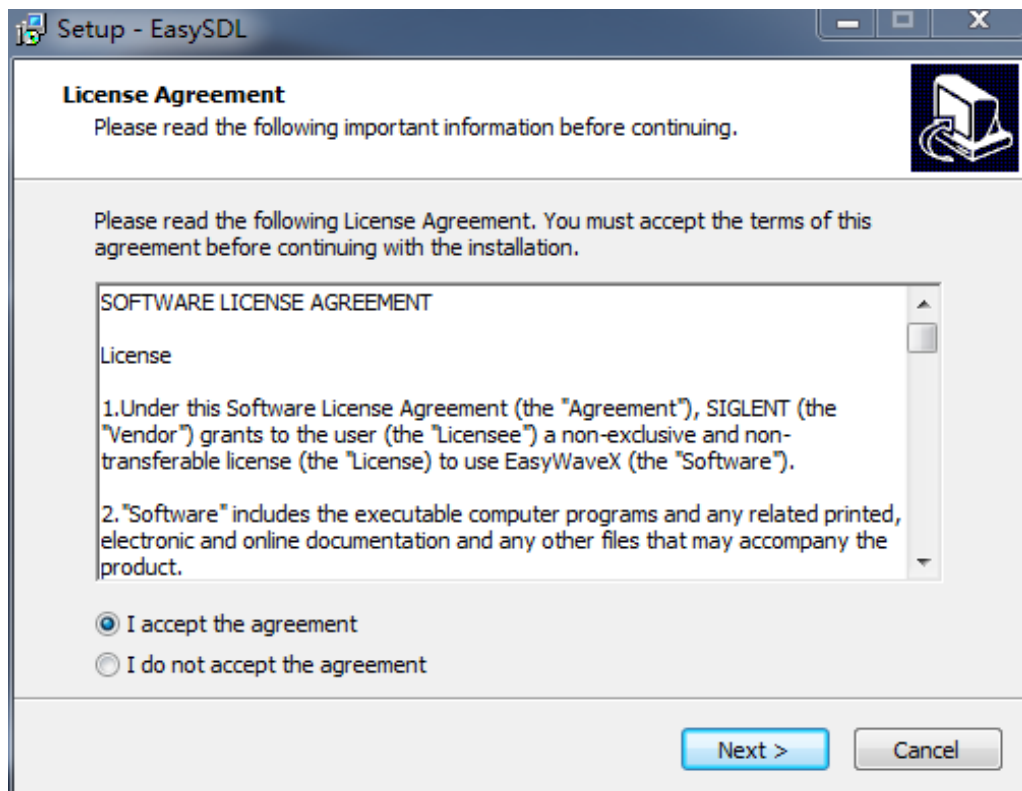 Setup - EasySDL
License Agreement
Please read the following important information before continuing.
Please read the following License Agreement. You must accept the terms of this
agreement before continuing with the installation.
SOFTWARE LICENSE AGREEMENT
License
1.Under this Software License Agreement (the "Agreement"), SIGLENT (the
"Vendor") grants to the user (the "Licensee") a non-exclusive and non-
transferable license (the "License) to use EasyWaveX (the "Software").
2."Software" includes the executable computer programs and any related printed,
electronic and online documentation and any other files that may accompany the
product.
I accept the agreement
I do not accept the agreement
Next >
Cancel